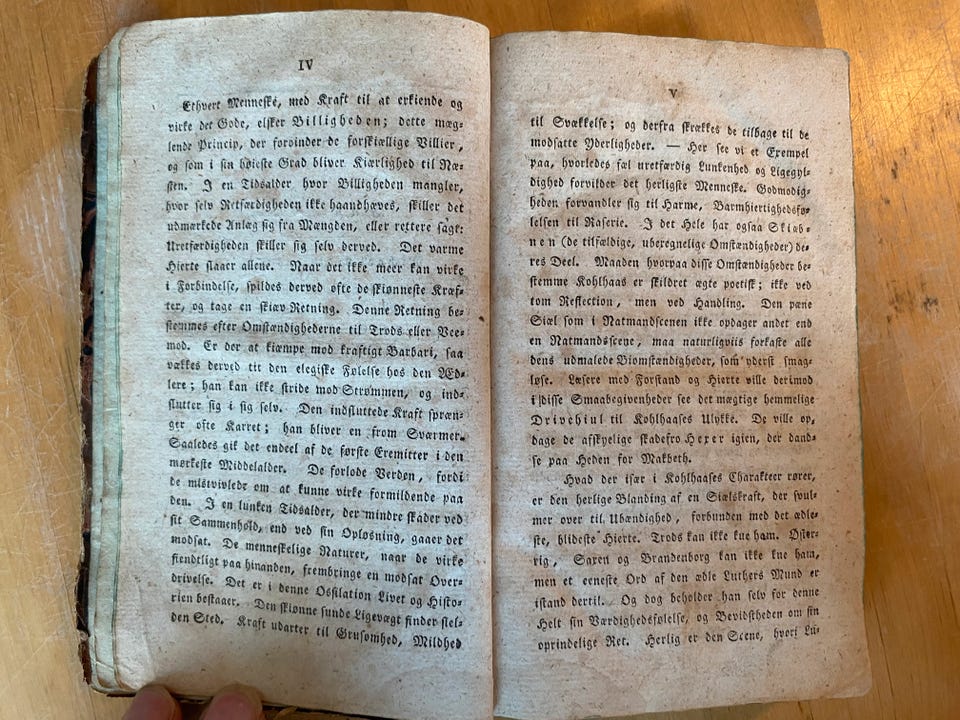 IV
Ethvert Menneske, med Kraft til at erkiende og
virke det Gode, elsker Billigheden; dette mæg-
lende Princip, der forbinder de forskiællige Villier,
og som i sin høieste Grad bliver Kiærlighed til Næ-
sten. I en Tidsalder hvor Billigheden mangler,
hvor selv Retfærdigheden ikke haandhæves, skiller det
udmærkede Anlæg sig fra Mængden, eller rettere sagt:
Uretfærdigheden skiller sig selv derved. Det varme
Hierte slaaer allene. Naar det ikke meer kan virke
i Forbindelse, spildes derved ofte de skiønneste Kræf-
ter, og tage en skiæv Retning. Denne Retning be-
stemmes efter Omstændighederne til Trods eller Vee-
mod. Er der at kiæmpe mod kraftigt Barbari, saa
vækkes derved tit den elegiske Følelse hos den Æd-
lere; han kan ikke stride mod Strømmen, og ind-
slutter sig i sig selv. Den indsluttede Kraft spræn-
ger ofte Karret; han bliver en from Sværmer.
Saaledes gik det endeel af de første Eremitter i den
mørkeste Middelalder. De forlode Verden, fordi
de mistvivlede om at kunne virke formildende paa
den. I en lunken Tidsalder, der mindre skader ved
sit Sammenhold, end ved sin Opløsning, gaaer det
modsat. De menneskelige Naturer, naar de virke
fiendtligt paa hinanden, frembringe en modsat Over-
drivelse. Det er i denne Ossilation Livet og Histo-
rien bestaaer. Den skiønne sunde Ligevægt finder siel-
den Sted. Kraft udarter til Grusomhed, Mildhed
V
til Svækkelse; og derfra skrækkes de tilbage til de
modsatte Yderligheder. — Her see vi et Exempel
paa, hvorledes fæl uretfærdig Lunkenhed og Ligegyl-
dighed forvilder det herligste Menneske. Godmodig-
heden forvandler sig til Harme, Barmhiertighedsfø-
lelsen til Raserie. I det Hele har ogsaa Skiæb-
nen (de tilfældige, uberegnelige Omstændigheder) de-
res Deel. Maaden hvorpaa disse Omstændigheder be-
stemme Kohlhaas er skildret ægte poetisk; ikke ved
tom Reflection, men ved Handling. Den pæne
Siæl som i Natmandscenen ikke opdager andet end
en Natmandsscene, maa naturligviis forkaste alle
dens udmalede Biomstændigheder, som yderst smag-
løse. Læsere med Forstand og Hierte ville derimod
i disse Smaabegivenheder see det mægtige hemmelige
Drivehiul til Kohlhaases Ulykke. De ville op-
dage de afskyelige skadefro Hexer igien, der dand-
se paa Heden for Makbeth.
Hvad der især i Kohlhaases Charakteer rører,
er den herlige Blanding af en Siælskraft, der svul-
mer over til Ubændighed, forbunden med det ædle-
ste, blideste Hierte. Trods kan ikke kue ham. Øster-
rig, Saxen og Brandenborg kan ikke kue ham,
men et eneste Ord af den ædle Luthers Mund er
istand dertil. Og dog beholder han selv for denne
Helt sin Værdighedsfølelse, og Bevidstheden om sin
oprindelige Ret. Herlig er den Scene, hvori Lu-